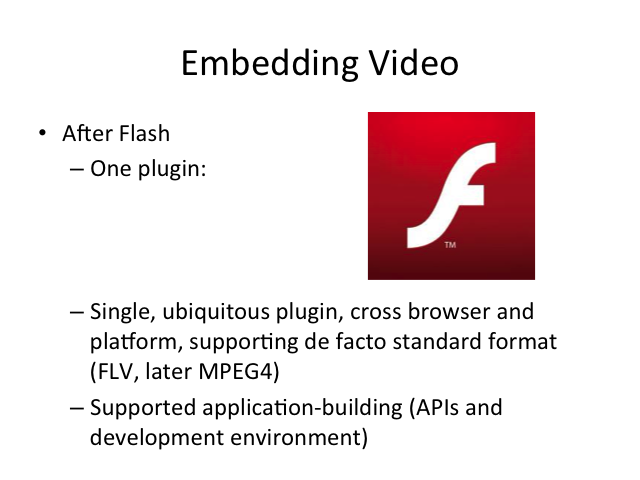 Embedding Video
• After Flash
– One plugin:
TM
– Single, ubiquitous plugin, cross browser and
platform, supporting de facto standard format
(FLV, later MPEG4)
– Supported application-building (APIs and
development environment)